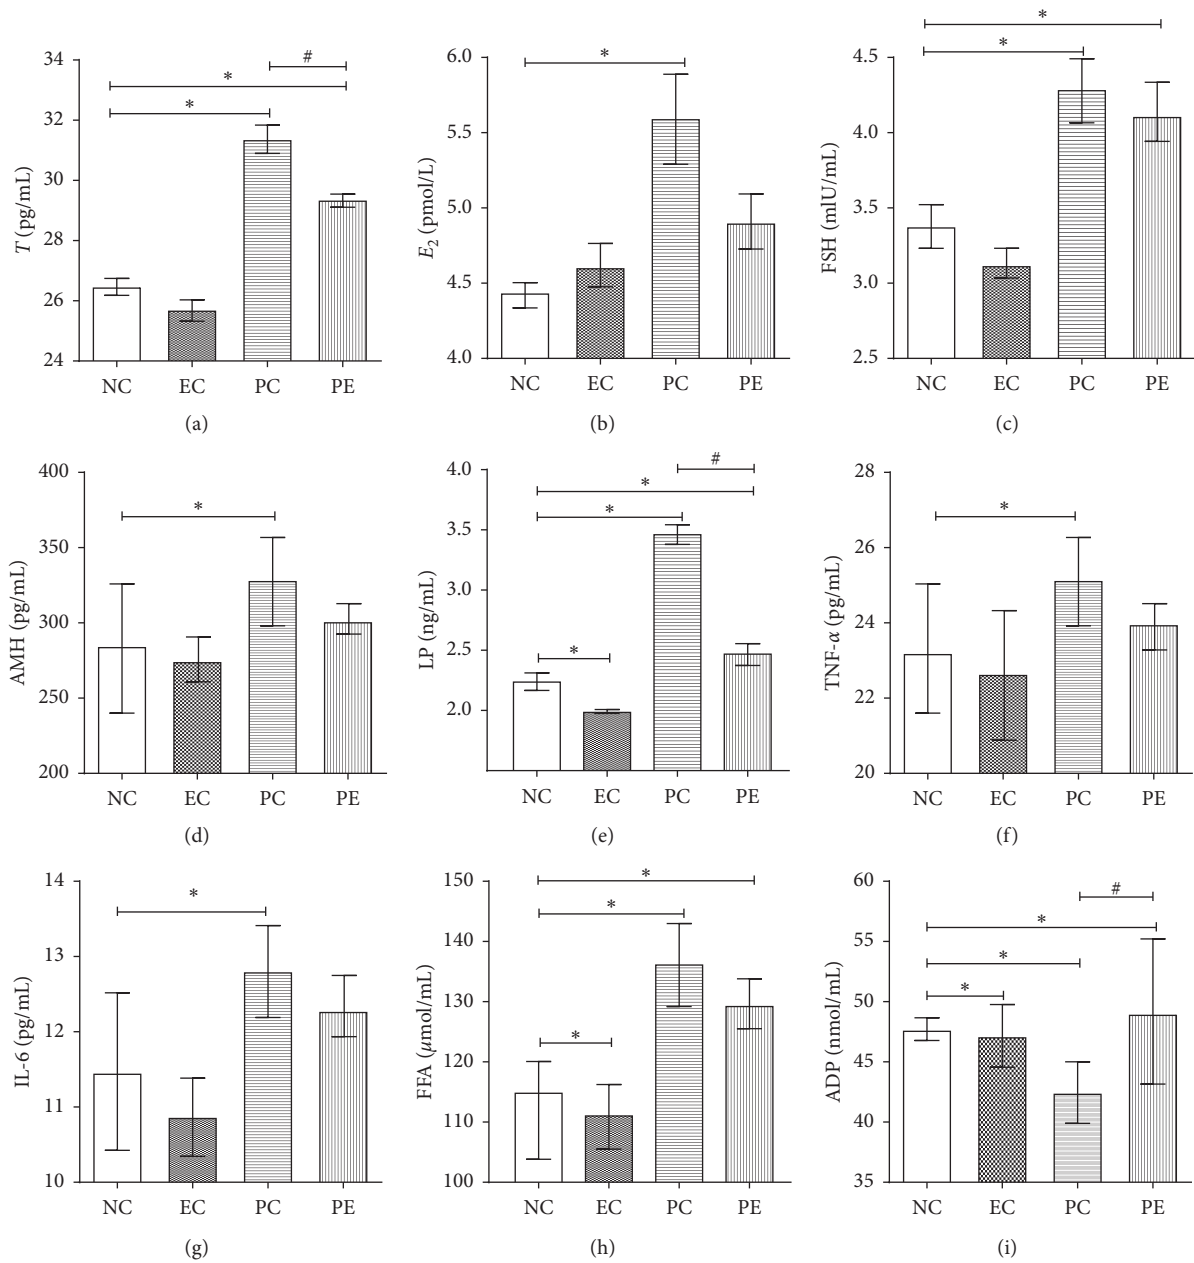 T (pg/mL)
34
32
30
28
26
24
*
*
#
NC EC PC PE
(a)
E2 (pmol/L)
6.0
5.5
5.0
4.5
4.0
*
NC EC PC PE
(b)
FSH (mlU/mL)
4.5
4.0
3.5
3.0
2.5
*
*
NC EC PC PE
(c)
AMH (pg/mL)
400
350
300
250
200
*
NC EC PC PE
(d)
LP (ng/mL)
4.0
3.5
3.0
2.5
2.0
#
*
*
*
NC EC PC PE
(e)
TNF-α (pg/mL)
28
26
24
22
20
*
NC EC PC PE
(f)
IL-6 (pg/mL)
14
13
12
11
10
*
NC EC PC PE
(g)
FFA (μmol/mL)
150
140
130
120
110
100
*
*
*
NC EC PC PE
(h)
ADP (nmol/mL)
60
55
50
45
40
35
#
*
*
*
NC EC PC PE
(i)